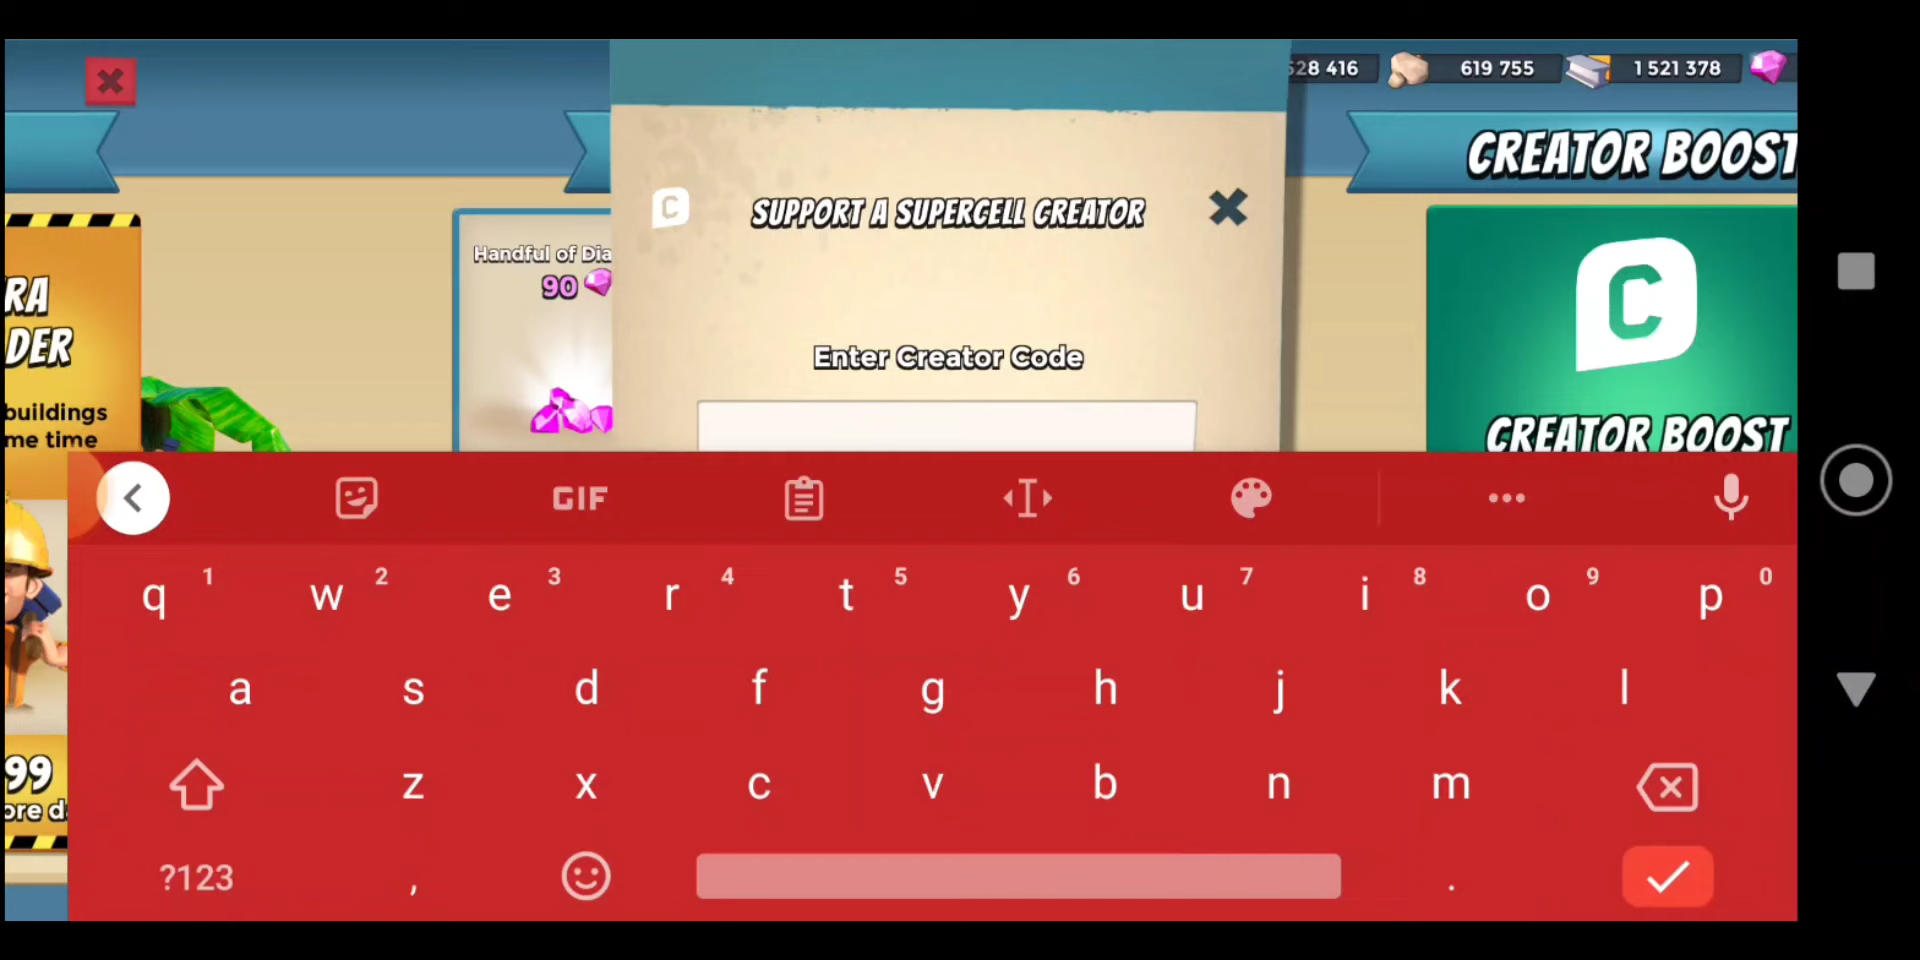 528 416
619 755
1 521 378
CREATOR BOOST
SUPPORT A SUPERCELL CREATOR
C
Handful of Dia
90
Enter Creator Code
RA
DER
buildings
me time
C
CREATOR BOOST
99
ore d
GIF
q 1 w 2 e 3 r 4 t 5 y 6 u 7 i 8 o 9 p 0
a s d f g h j k l
z x c v b n m
?123 , .